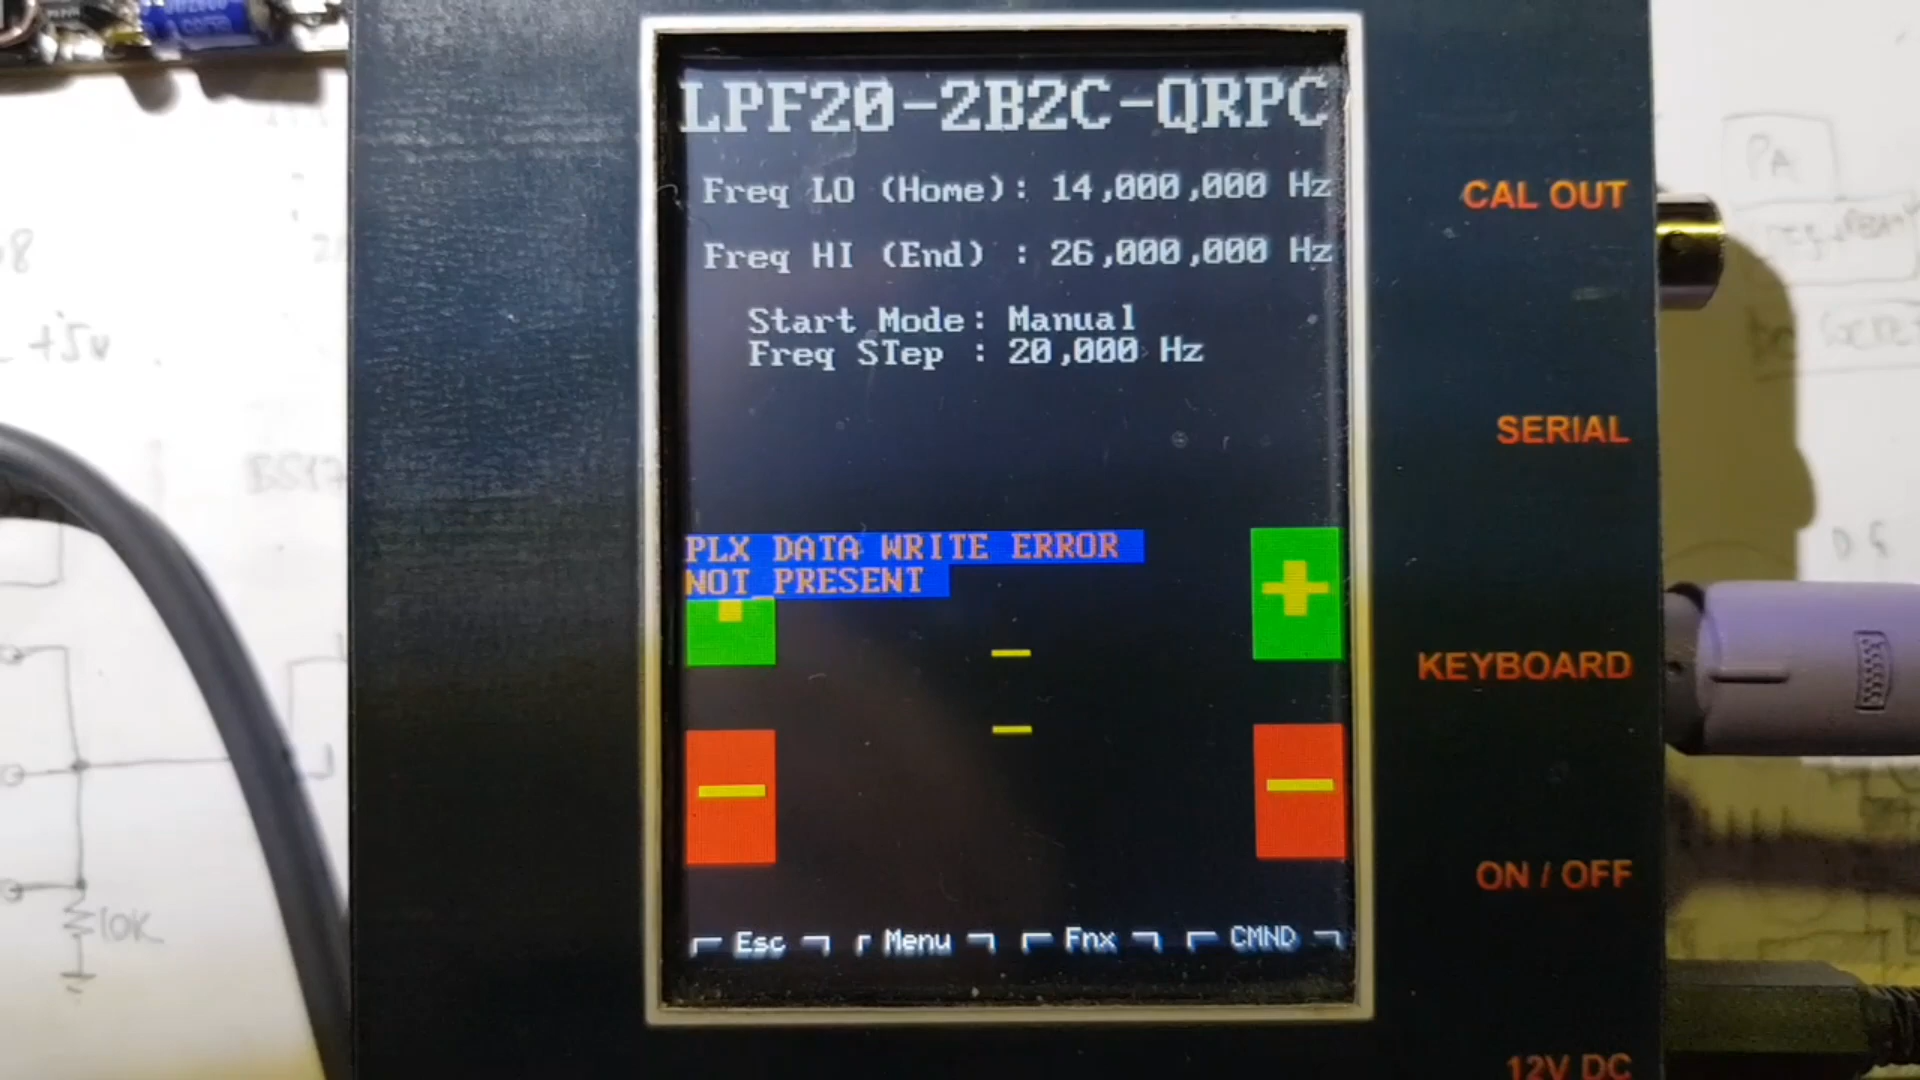 LPF20-2B2C-QRPC
Freq LO (Home): 14,000,000 Hz
Freq HI (End) : 26,000,000 Hz
Start Mode: Manual
Freq STep : 20,000 Hz
PLX DATA WRITE ERROR
NOT PRESENT
+
−
−
Esc
Menu
Fnx
CMND
CAL OUT
SERIAL
KEYBOARD
ON / OFF
12V DC
+5v
10K
PA